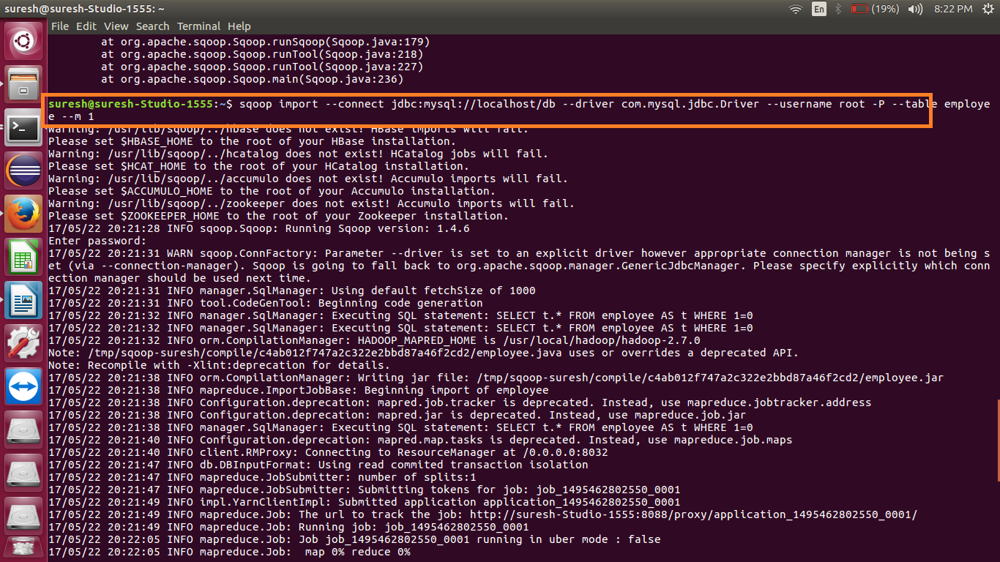 suresh@suresh-Studio-1555: ~
En
(19%)
8:22 PM
File Edit View Search Terminal Help
at org.apache.sqoop.Sqoop.runSqoop(Sqoop.java:179)
at org.apache.sqoop.Sqoop.runTool(Sqoop.java:218)
at org.apache.sqoop.Sqoop.runTool(Sqoop.java:227)
at org.apache.sqoop.Sqoop.main(Sqoop.java:236)
suresh@suresh-Studio-1555:~$ sqoop import --connect jdbc:mysql://localhost/db --driver com.mysql.jdbc.Driver --username root -P --table employe
e --m 1
Warning: /usr/lib/sqoop/../hbase does not exist! HBase imports will fail.
Please set $HBASE_HOME to the root of your HBase installation.
Warning: /usr/lib/sqoop/../hcatalog does not exist! HCatalog jobs will fail.
Please set $HCAT_HOME to the root of your HCatalog installation.
Warning: /usr/lib/sqoop/../accumulo does not exist! Accumulo imports will fail.
Please set $ACCUMULO_HOME to the root of your Accumulo installation.
Warning: /usr/lib/sqoop/../zookeeper does not exist! Accumulo imports will fail.
Please set $ZOOKEEPER_HOME to the root of your Zookeeper installation.
17/05/22 20:21:28 INFO sqoop.Sqoop: Running Sqoop version: 1.4.6
Enter password:
17/05/22 20:21:31 WARN sqoop.ConnFactory: Parameter --driver is set to an explicit driver however appropriate connection manager is not being s
et (via --connection-manager). Sqoop is going to fall back to org.apache.sqoop.manager.GenericJdbcManager. Please specify explicitly which conn
ection manager should be used next time.
17/05/22 20:21:31 INFO manager.SqlManager: Using default fetchSize of 1000
17/05/22 20:21:31 INFO tool.CodeGenTool: Beginning code generation
17/05/22 20:21:32 INFO manager.SqlManager: Executing SQL statement: SELECT t.* FROM employee AS t WHERE 1=0
17/05/22 20:21:32 INFO manager.SqlManager: Executing SQL statement: SELECT t.* FROM employee AS t WHERE 1=0
17/05/22 20:21:32 INFO orm.CompilationManager: HADOOP_MAPRED_HOME is /usr/local/hadoop/hadoop-2.7.0
Note: /tmp/sqoop-suresh/compile/c4ab012f747a2c322e2bbd87a46f2cd2/employee.java uses or overrides a deprecated API.
Note: Recompile with -Xlint:deprecation for details.
17/05/22 20:21:38 INFO orm.CompilationManager: Writing jar file: /tmp/sqoop-suresh/compile/c4ab012f747a2c322e2bbd87a46f2cd2/employee.jar
17/05/22 20:21:38 INFO mapreduce.ImportJobBase: Beginning import of employee
17/05/22 20:21:38 INFO Configuration.deprecation: mapred.job.tracker is deprecated. Instead, use mapreduce.jobtracker.address
17/05/22 20:21:38 INFO Configuration.deprecation: mapred.jar is deprecated. Instead, use mapreduce.job.jar
17/05/22 20:21:38 INFO manager.SqlManager: Executing SQL statement: SELECT t.* FROM employee AS t WHERE 1=0
17/05/22 20:21:40 INFO Configuration.deprecation: mapred.map.tasks is deprecated. Instead, use mapreduce.job.maps
17/05/22 20:21:40 INFO client.RMProxy: Connecting to ResourceManager at /0.0.0.0:8032
17/05/22 20:21:47 INFO db.DBInputFormat: Using read commited transaction isolation
17/05/22 20:21:47 INFO mapreduce.JobSubmitter: number of splits:1
17/05/22 20:21:47 INFO mapreduce.JobSubmitter: Submitting tokens for job: job_1495462802550_0001
17/05/22 20:21:49 INFO impl.YarnClientImpl: Submitted application application_1495462802550_0001
17/05/22 20:21:49 INFO mapreduce.Job: The url to track the job: http://suresh-Studio-1555:8088/proxy/application_1495462802550_0001/
17/05/22 20:21:49 INFO mapreduce.Job: Running job: job_1495462802550_0001
17/05/22 20:22:05 INFO mapreduce.Job: Job job_1495462802550_0001 running in uber mode : false
17/05/22 20:22:05 INFO mapreduce.Job:  map 0% reduce 0%